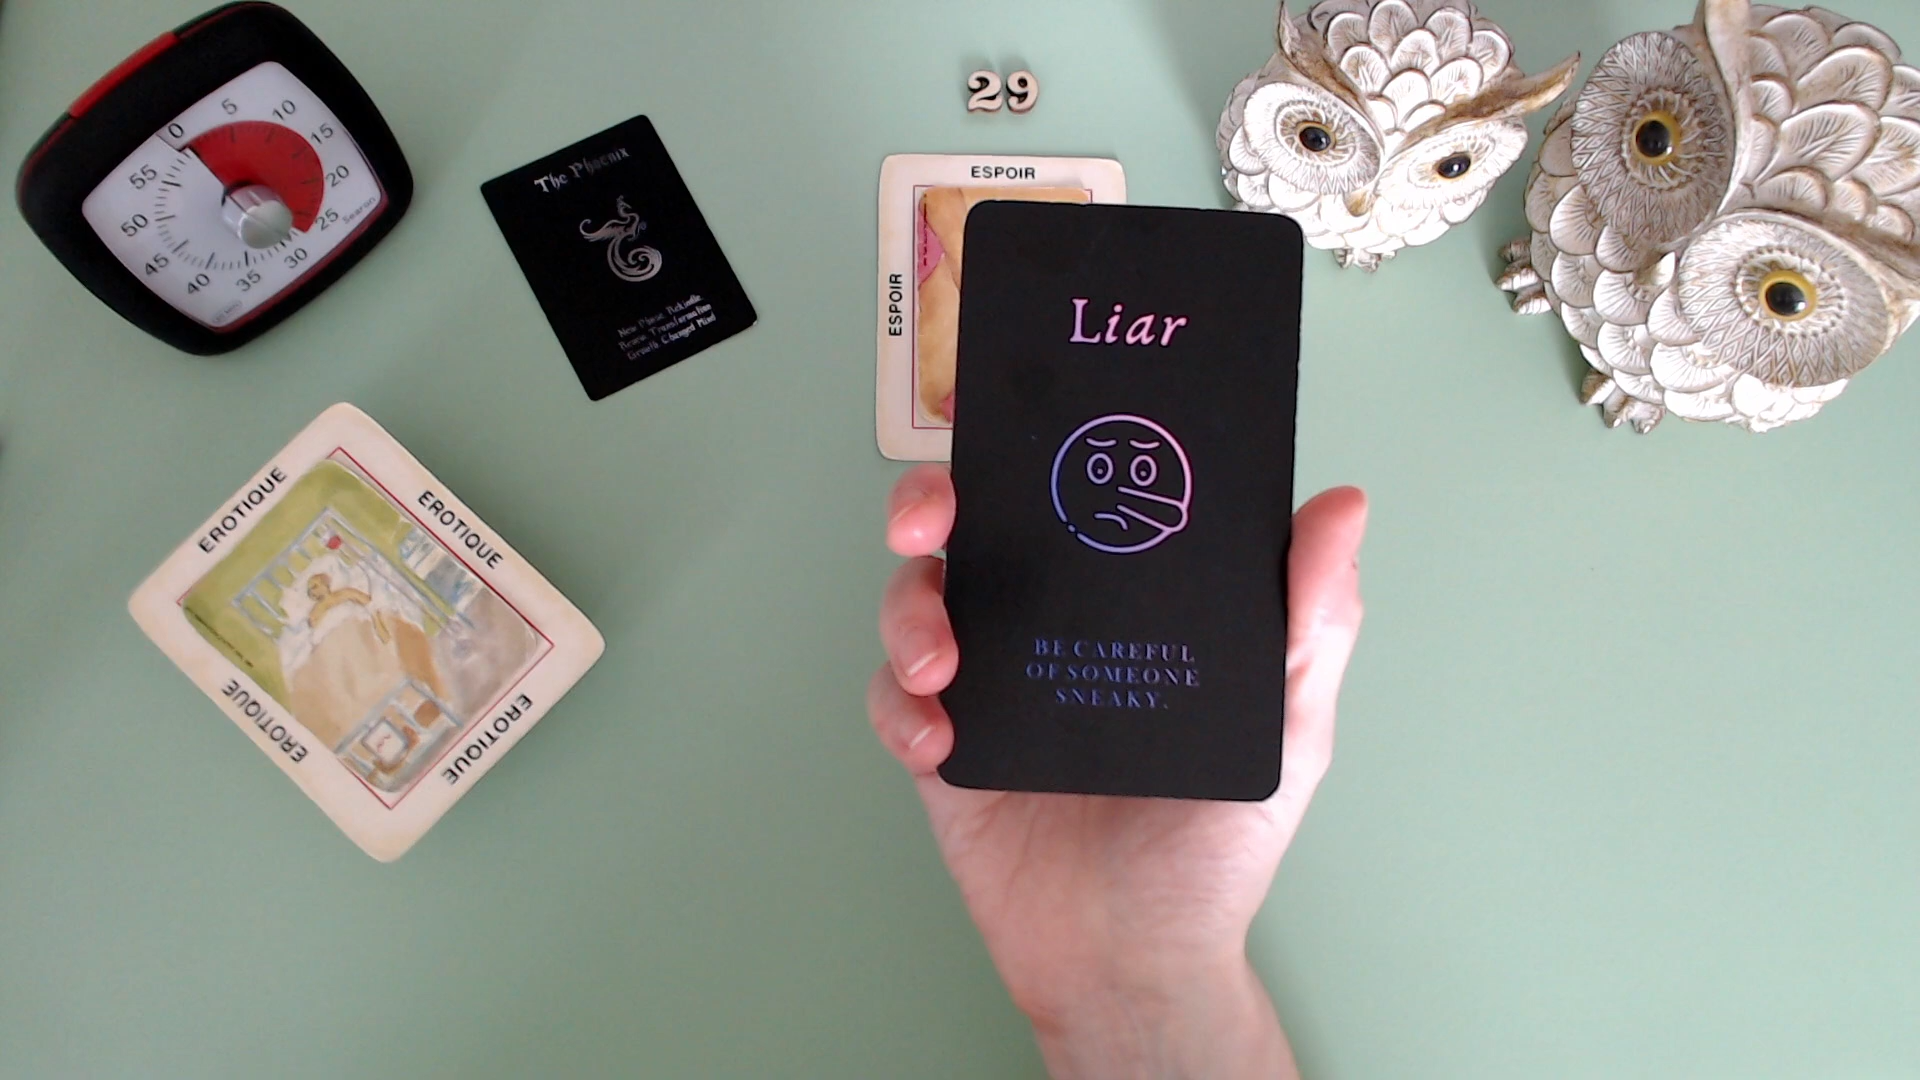 0
5
10
15
20
25
30
35
40
45
50
55
The Phoenix
New Phase Rekindle
Renew Transformation
Growth Changed Mind
29
ESPOIR
ESPOIR
Liar
BE CAREFUL
OF SOMEONE
SNEAKY.
EROTIQUE
EROTIQUE
EROTIQUE
EROTIQUE